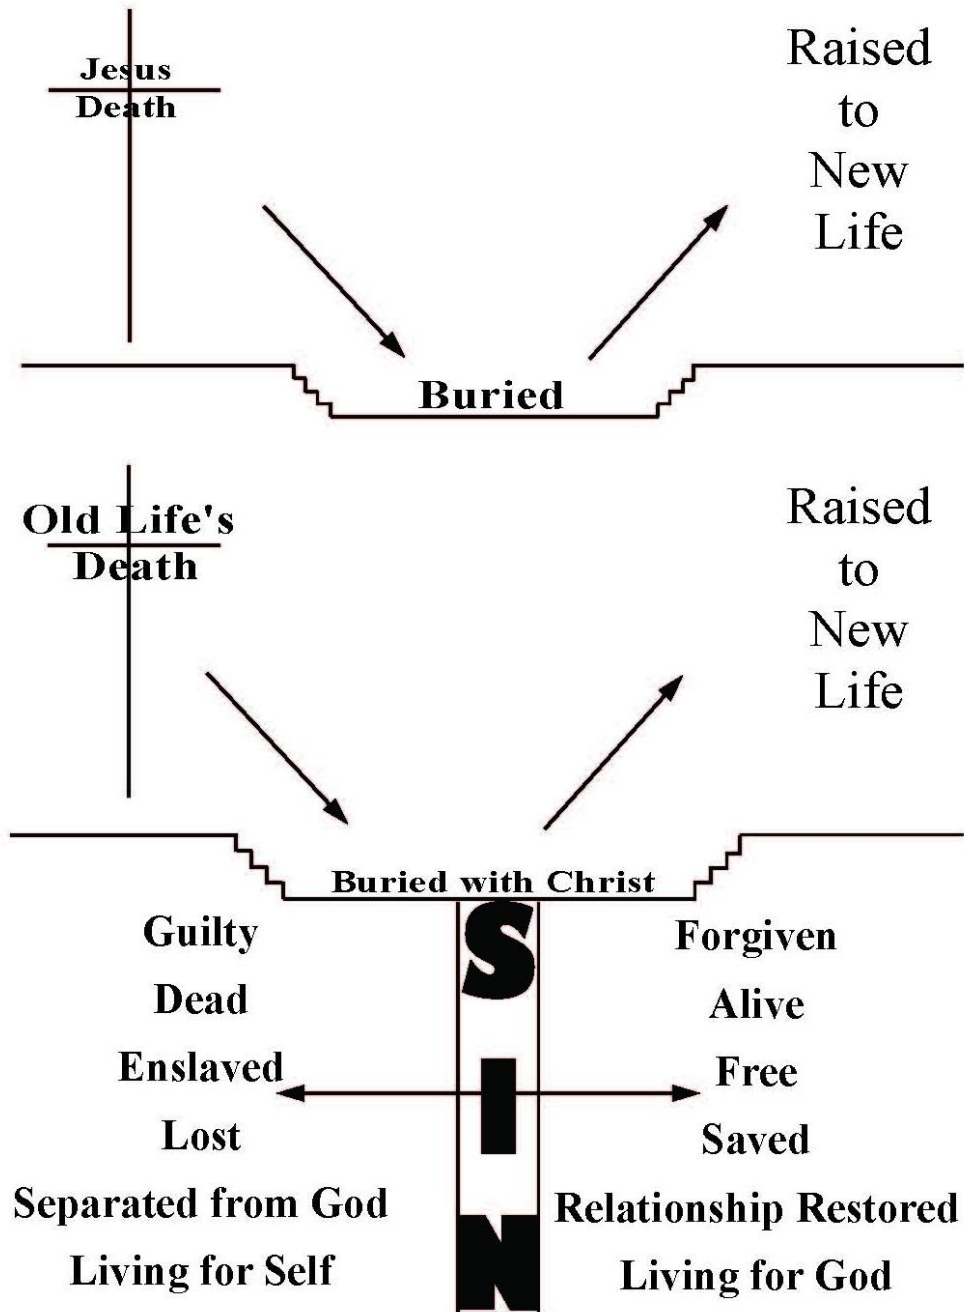 Jesus
Death
Raised
to
New
Life
Buried
Old Life's
Death
Raised
to
New
Life
Buried with Christ
Guilty
Dead
Enslaved
Lost
Separated from God
Living for Self
S
I
N
Forgiven
Alive
Free
Saved
Relationship Restored
Living for God